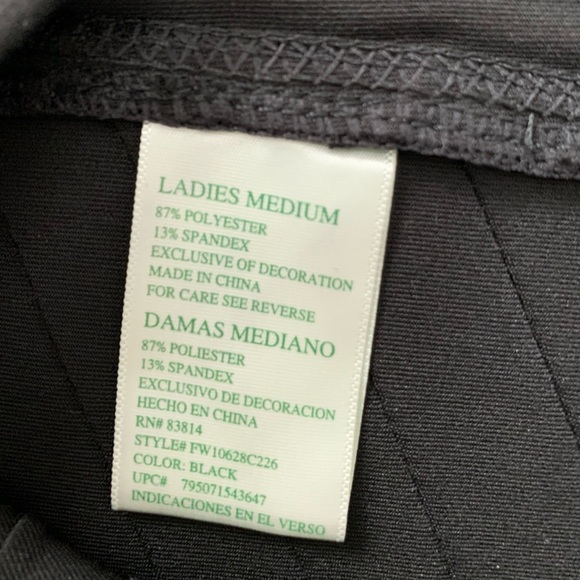 LADIES MEDIUM
87% POLYESTER
13% SPANDEX
EXCLUSIVE OF DECORATION
MADE IN CHINA
FOR CARE SEE REVERSE
DAMAS MEDIANO
87% POLIESTER
13% SPANDEX
EXCLUSIVO DE DECORACION
HECHO EN CHINA
RN# 83814
STYLE# FW10628C226
COLOR: BLACK
UPC# 795071543647
INDICACIONES EN EL VERSO